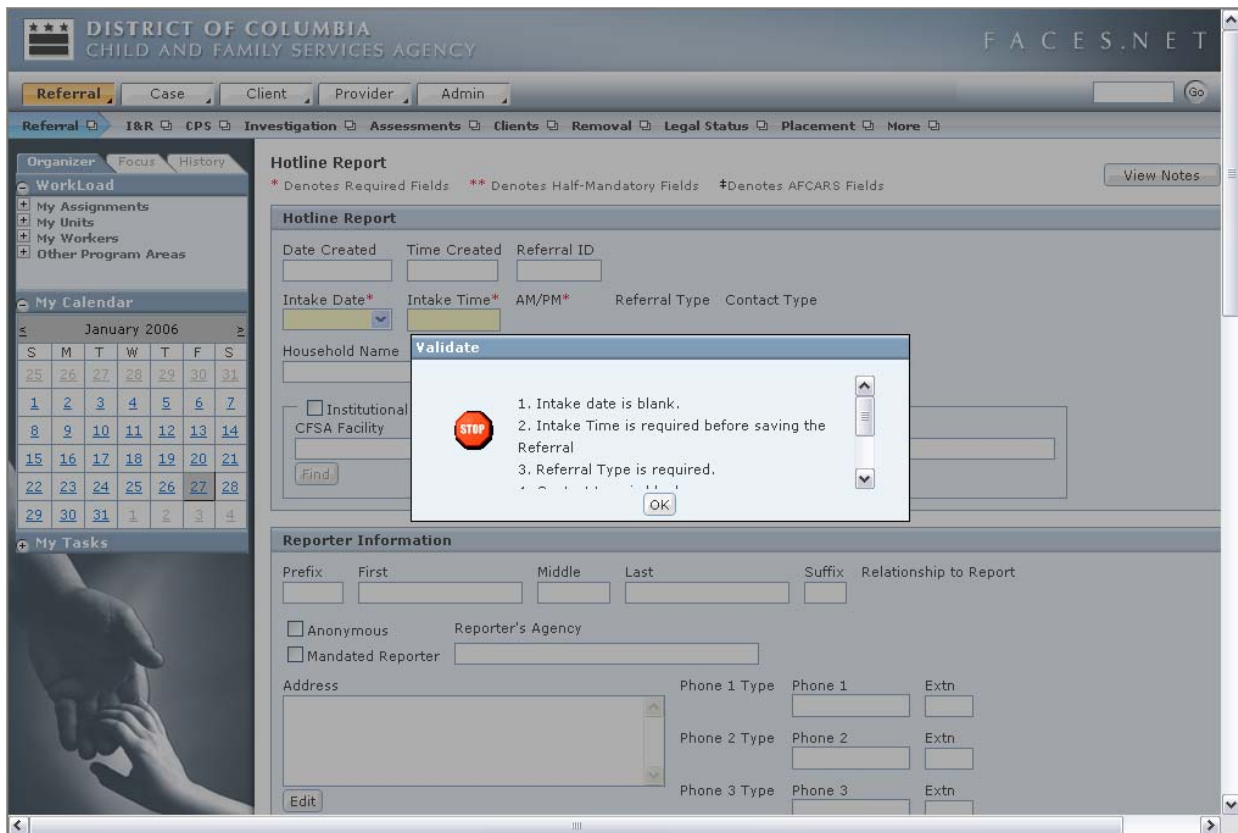 DISTRICT OF COLUMBIA
CHILD AND FAMILY SERVICES AGENCY
FACES.NET
Referral Case Client Provider Admin Go
Referral I&R CPS Investigation Assessments Clients Removal Legal Status Placement More
Organizer Focus History
WorkLoad
My Assignments
My Units
My Workers
Other Program Areas
My Calendar
< January 2006 >
S M T W T F S
25 26 27 28 29 30 31
1 2 3 4 5 6 7
8 9 10 11 12 13 14
15 16 17 18 19 20 21
22 23 24 25 26 27 28
29 30 31 1 2 3 4
My Tasks
Hotline Report
* Denotes Required Fields ** Denotes Half-Mandatory Fields ‡Denotes AFCARS Fields
View Notes
Hotline Report
Date Created Time Created Referral ID
Intake Date* Intake Time* AM/PM* Referral Type Contact Type
Household Name
Institutional
CFSA Facility
Find
Validate
STOP
1. Intake date is blank.
2. Intake Time is required before saving the
Referral
3. Referral Type is required.
OK
Reporter Information
Prefix First Middle Last Suffix Relationship to Report
Anonymous Reporter's Agency
Mandated Reporter
Address Phone 1 Type Phone 1 Extn
Phone 2 Type Phone 2 Extn
Phone 3 Type Phone 3 Extn
Edit